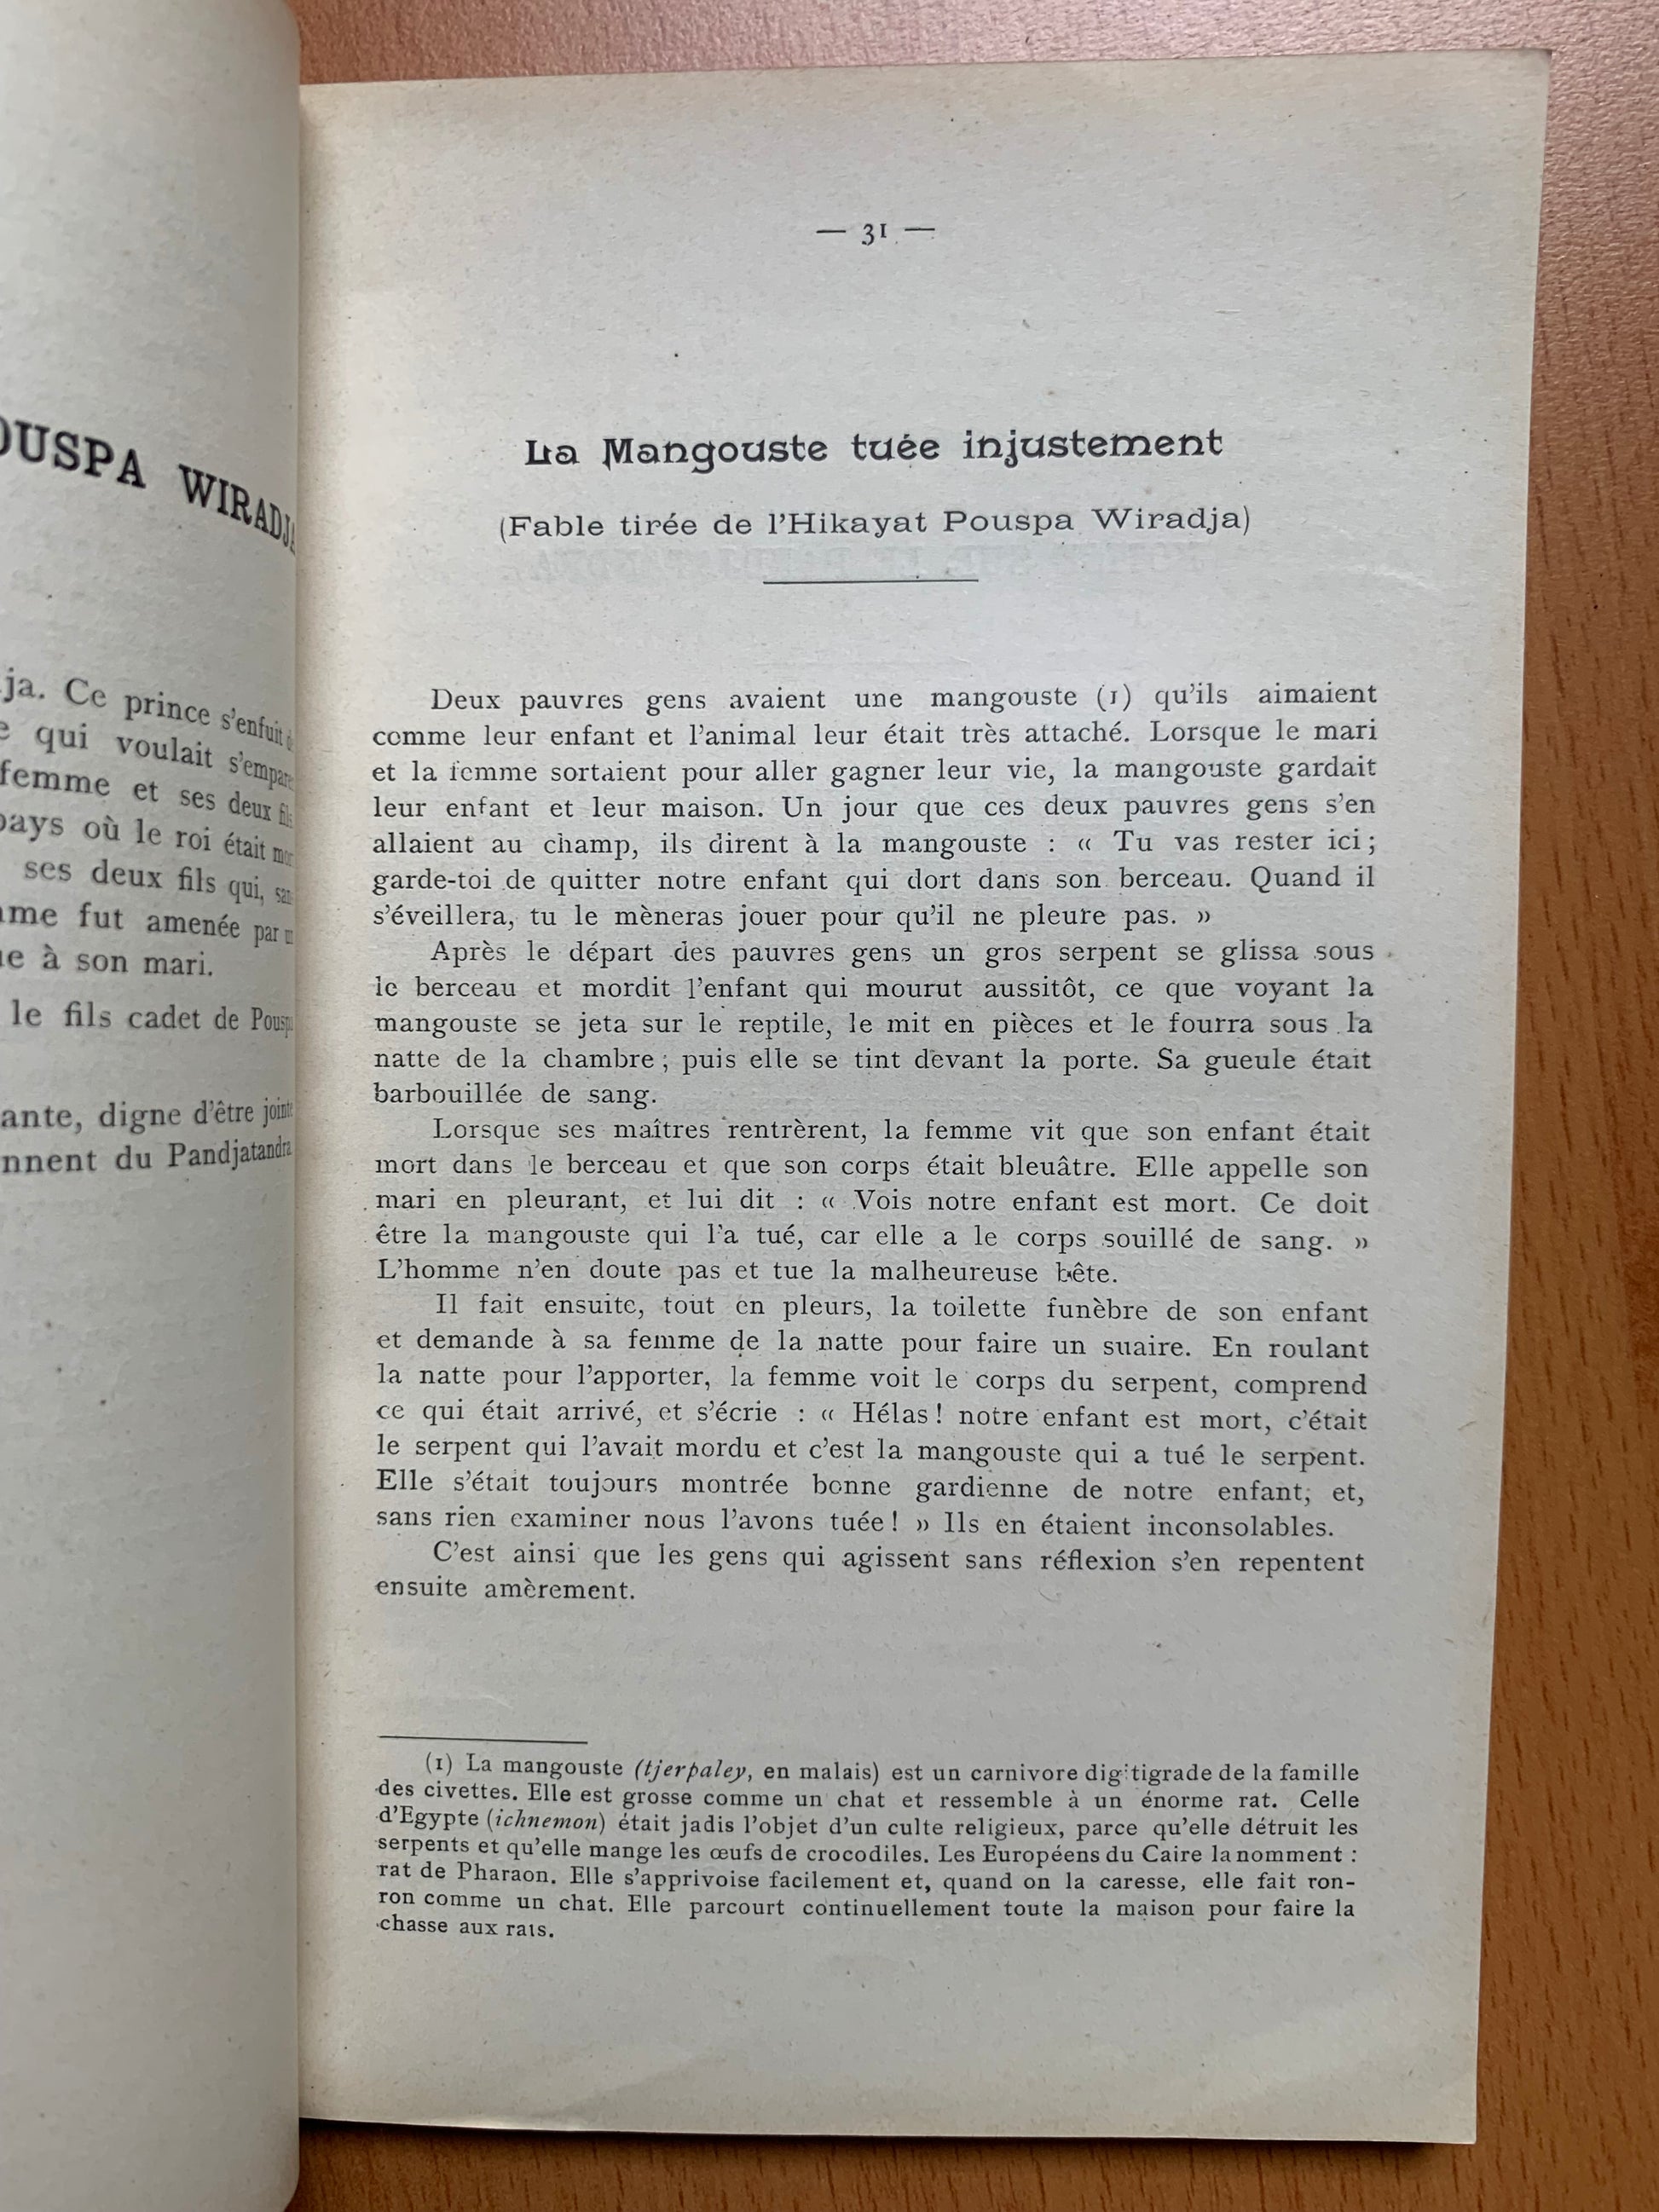 OUSPA WIRADJA
ja. Ce prince s'enfuit
qui voulait
femme et ses deux
pays où le roi était
ses deux fils qui,
fut amenée par
à son mari.
le fils cadet de
ante, digne d'être
nnent du Pandjatandra
— 31 —
La Mangouste tuée injustement
(Fable tirée de l'Hikayat Pouspa Wiradja)
Deux pauvres gens avaient une mangouste (1) qu'ils aimaient
comme leur enfant et l'animal leur était très attaché. Lorsque le mari
et la femme sortaient pour aller gagner leur vie, la mangouste gardait
leur enfant et leur maison. Un jour que ces deux pauvres gens s'en
allaient au champ, ils dirent à la mangouste : « Tu vas rester ici ;
garde-toi de quitter notre enfant qui dort dans son berceau. Quand il
s'éveillera, tu le mèneras jouer pour qu'il ne pleure pas. »
Après le départ des pauvres gens un gros serpent se glissa sous
le berceau et mordit l'enfant qui mourut aussitôt, ce que voyant la
mangouste se jeta sur le reptile, le mit en pièces et le fourra sous la
natte de la chambre ; puis elle se tint devant la porte. Sa gueule était
barbouillée de sang.
Lorsque ses maîtres rentrèrent, la femme vit que son enfant était
mort dans le berceau et que son corps était bleuâtre. Elle appelle son
mari en pleurant, et lui dit : « Vois notre enfant est mort. Ce doit
être la mangouste qui l'a tué, car elle a le corps souillé de sang. »
L'homme n'en doute pas et tue la malheureuse bête.
Il fait ensuite, tout en pleurs, la toilette funèbre de son enfant
et demande à sa femme de la natte pour faire un suaire. En roulant
la natte pour l'apporter, la femme voit le corps du serpent, comprend
ce qui était arrivé, et s'écrie : « Hélas ! notre enfant est mort, c'était
le serpent qui l'avait mordu et c'est la mangouste qui a tué le serpent.
Elle s'était toujours montrée bonne gardienne de notre enfant, et,
sans rien examiner nous l'avons tuée ! » Ils en étaient inconsolables.
C'est ainsi que les gens qui agissent sans réflexion s'en repentent
ensuite amèrement.
(1) La mangouste (tjerpaley, en malais) est un carnivore digitigrade de la famille
des civettes. Elle est grosse comme un chat et ressemble à un énorme rat. Celle
d'Egypte (ichnemon) était jadis l'objet d'un culte religieux, parce qu'elle détruit les
serpents et qu'elle mange les œufs de crocodiles. Les Européens du Caire la nomment :
rat de Pharaon. Elle s'apprivoise facilement et, quand on la caresse, elle fait ron-
ron comme un chat. Elle parcourt continuellement toute la maison pour faire la
chasse aux rats.